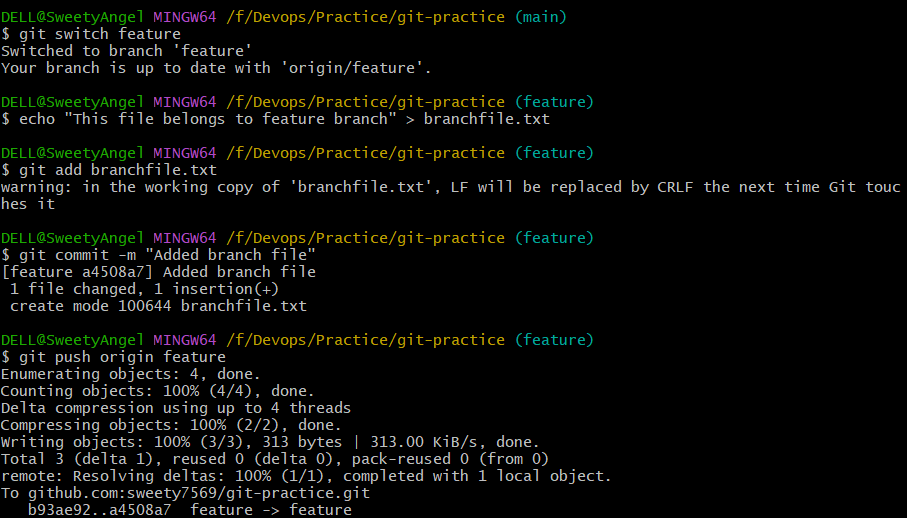 DELL@SweetyAngel MINGW64 /f/Devops/Practice/git-practice (main)
$ git switch feature
Switched to branch 'feature'
Your branch is up to date with 'origin/feature'.
DELL@SweetyAngel MINGW64 /f/Devops/Practice/git-practice (feature)
$ echo "This file belongs to feature branch" > branchfile.txt
DELL@SweetyAngel MINGW64 /f/Devops/Practice/git-practice (feature)
$ git add branchfile.txt
warning: in the working copy of 'branchfile.txt', LF will be replaced by CRLF the next time Git touc
hes it
DELL@SweetyAngel MINGW64 /f/Devops/Practice/git-practice (feature)
$ git commit -m "Added branch file"
[feature a4508a7] Added branch file
 1 file changed, 1 insertion(+)
 create mode 100644 branchfile.txt
DELL@SweetyAngel MINGW64 /f/Devops/Practice/git-practice (feature)
$ git push origin feature
Enumerating objects: 4, done.
Counting objects: 100% (4/4), done.
Delta compression using up to 4 threads
Compressing objects: 100% (2/2), done.
Writing objects: 100% (3/3), 313 bytes | 313.00 KiB/s, done.
Total 3 (delta 1), reused 0 (delta 0), pack-reused 0 (from 0)
remote: Resolving deltas: 100% (1/1), completed with 1 local object.
To github.com:sweety7569/git-practice.git
   b93ae92..a4508a7  feature -> feature